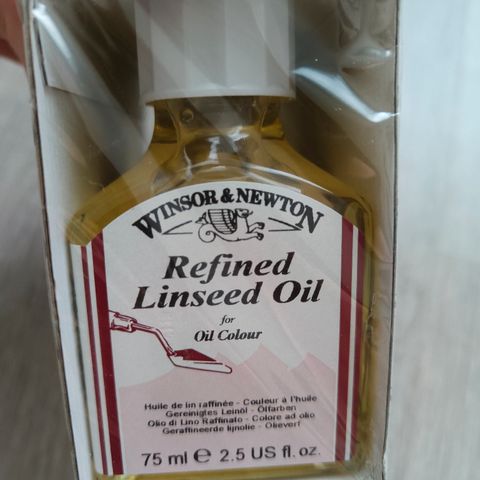 WINSOR & NEWTON
Refined
Linseed Oil
for
Oil Colour
Huile de lin raffinée - Couleur à l'huile
Gereinigtes Leinöl - Ölfarben
Olio di Lino Raffinato - Colore ad olio
Geraffineerde lijnolie - Olieverf
75 ml ℮ 2.5 US fl. oz.